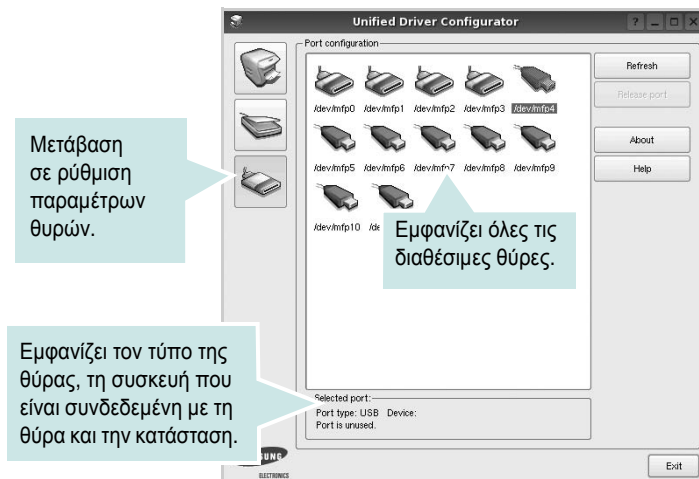 Unified Driver Configurator
Port configuration
/dev/mfp0 /dev/mfp1 /dev/mfp2 /dev/mfp3 /dev/mfp4
/dev/mfp5 /dev/mfp6 /dev/mfp7 /dev/mfp8 /dev/mfp9
/dev/mfp10
Refresh
Release port
About
Help
Μετάβαση
σε ρύθμιση
παραμέτρων
θυρών.
Εμφανίζει όλες τις
διαθέσιμες θύρες.
Εμφανίζει τον τύπο της
θύρας, τη συσκευή που
είναι συνδεδεμένη με τη
θύρα και την κατάσταση.
Selected port:
Port type: USB Device:
Port is unused.
ELECTRONICS
Exit